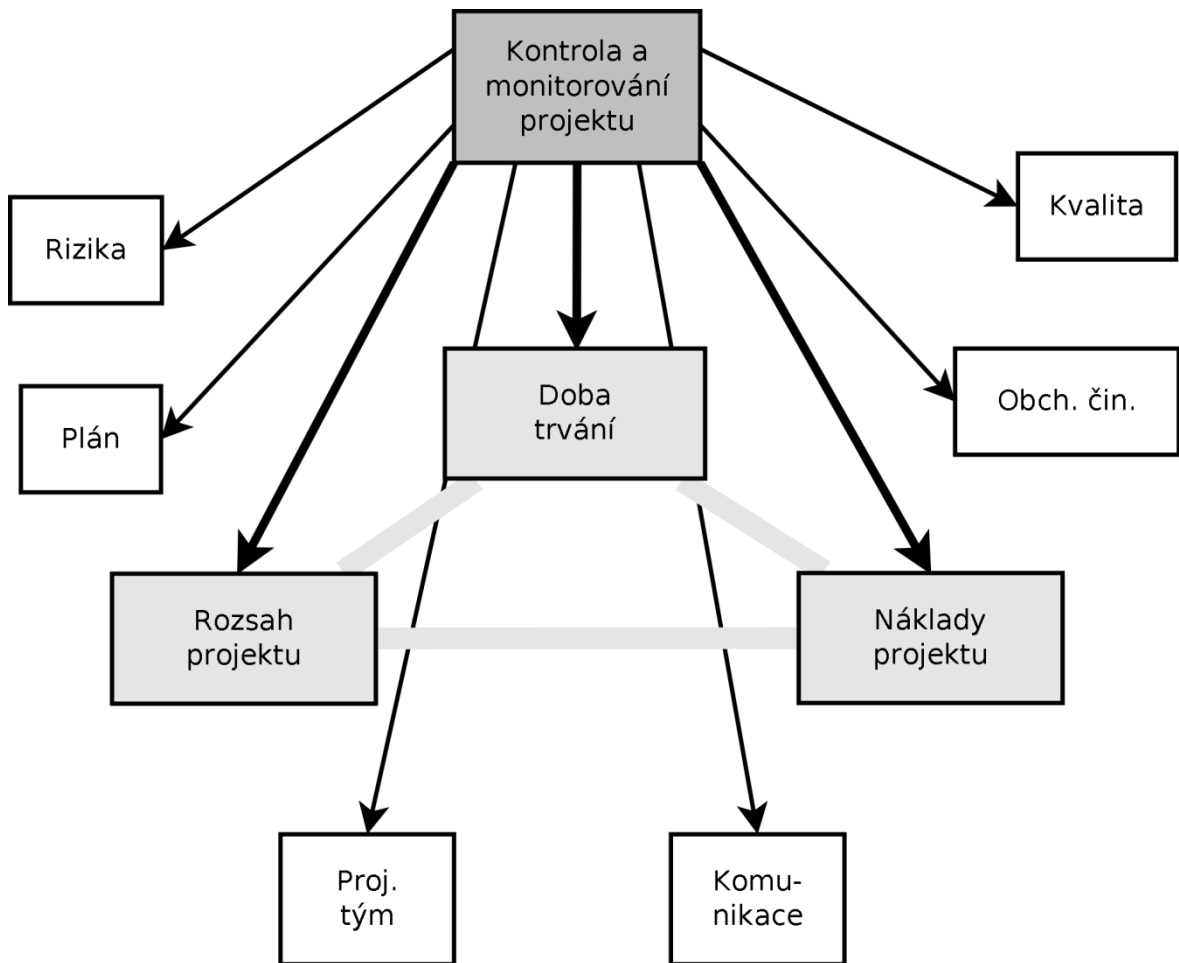 Kontrola a
monitorování
projektu
Rizika
Kvalita
Plán
Doba
trvání
Obch. čin.
Rozsah
projektu
Náklady
projektu
Proj.
tým
Komu-
nikace